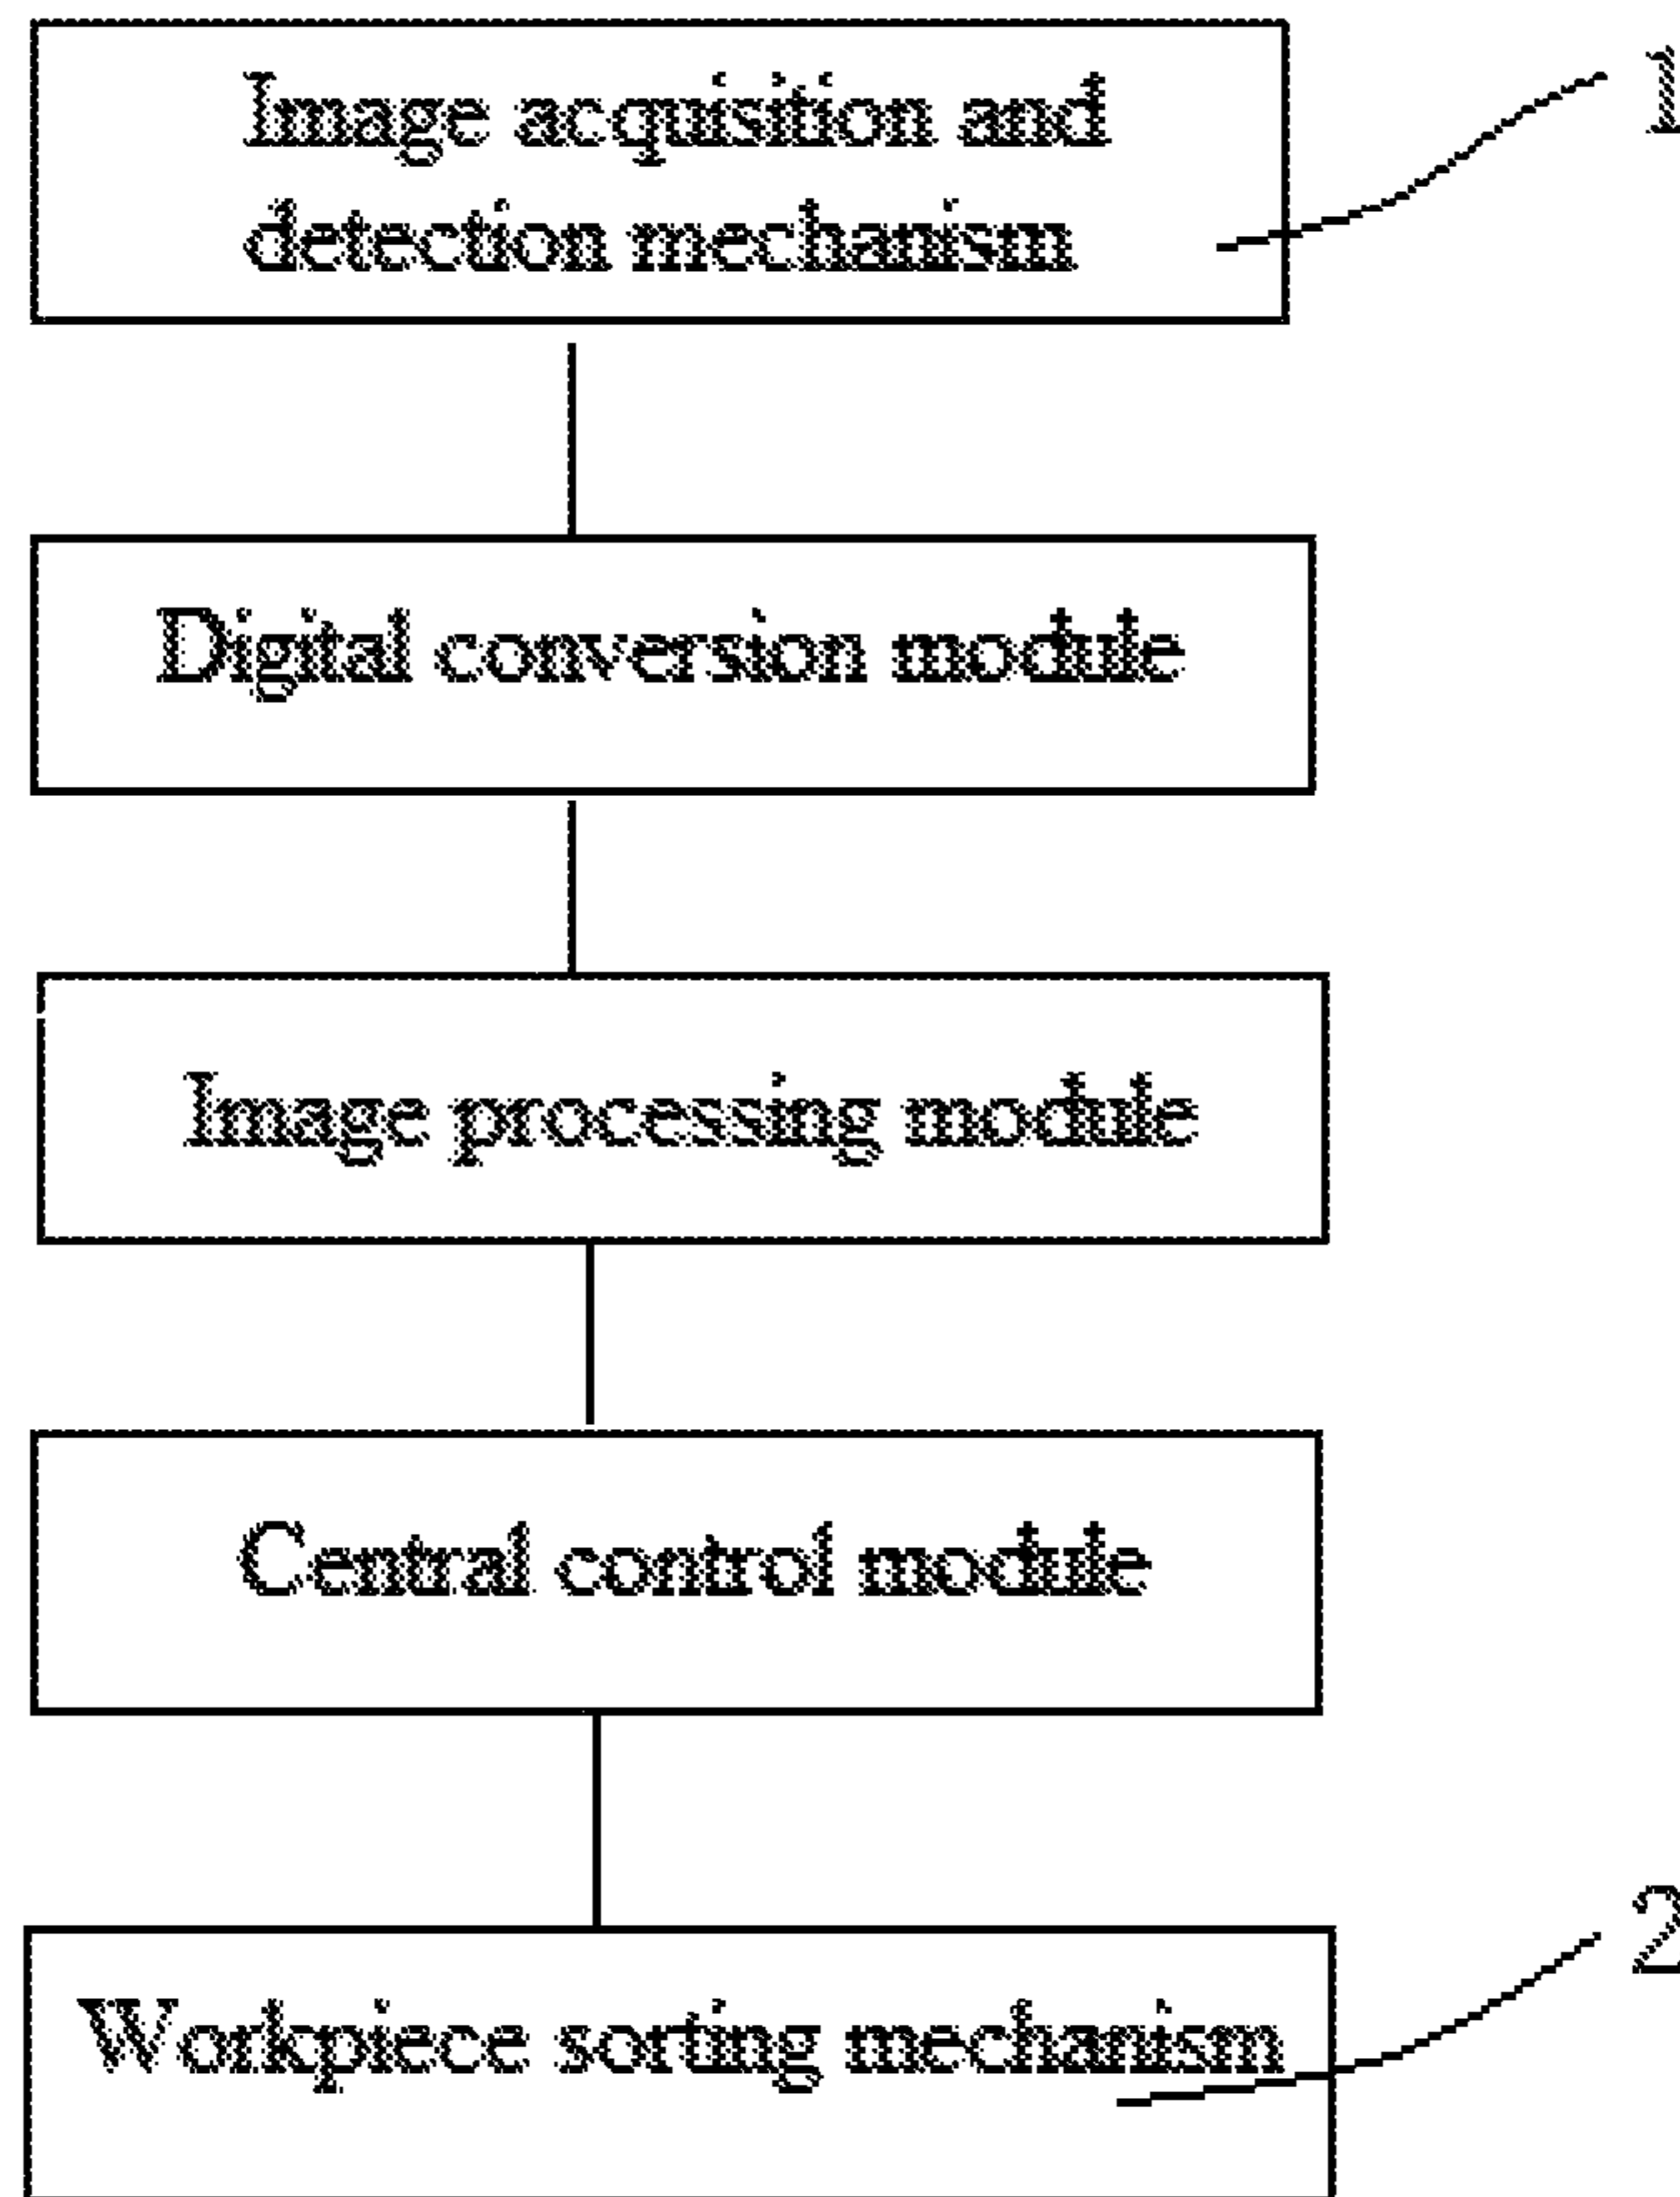 Image acquisition and
1
detection mechanism
Digital conversion module
Image processing module
Central control module
2
Workpiece sorting mechanism